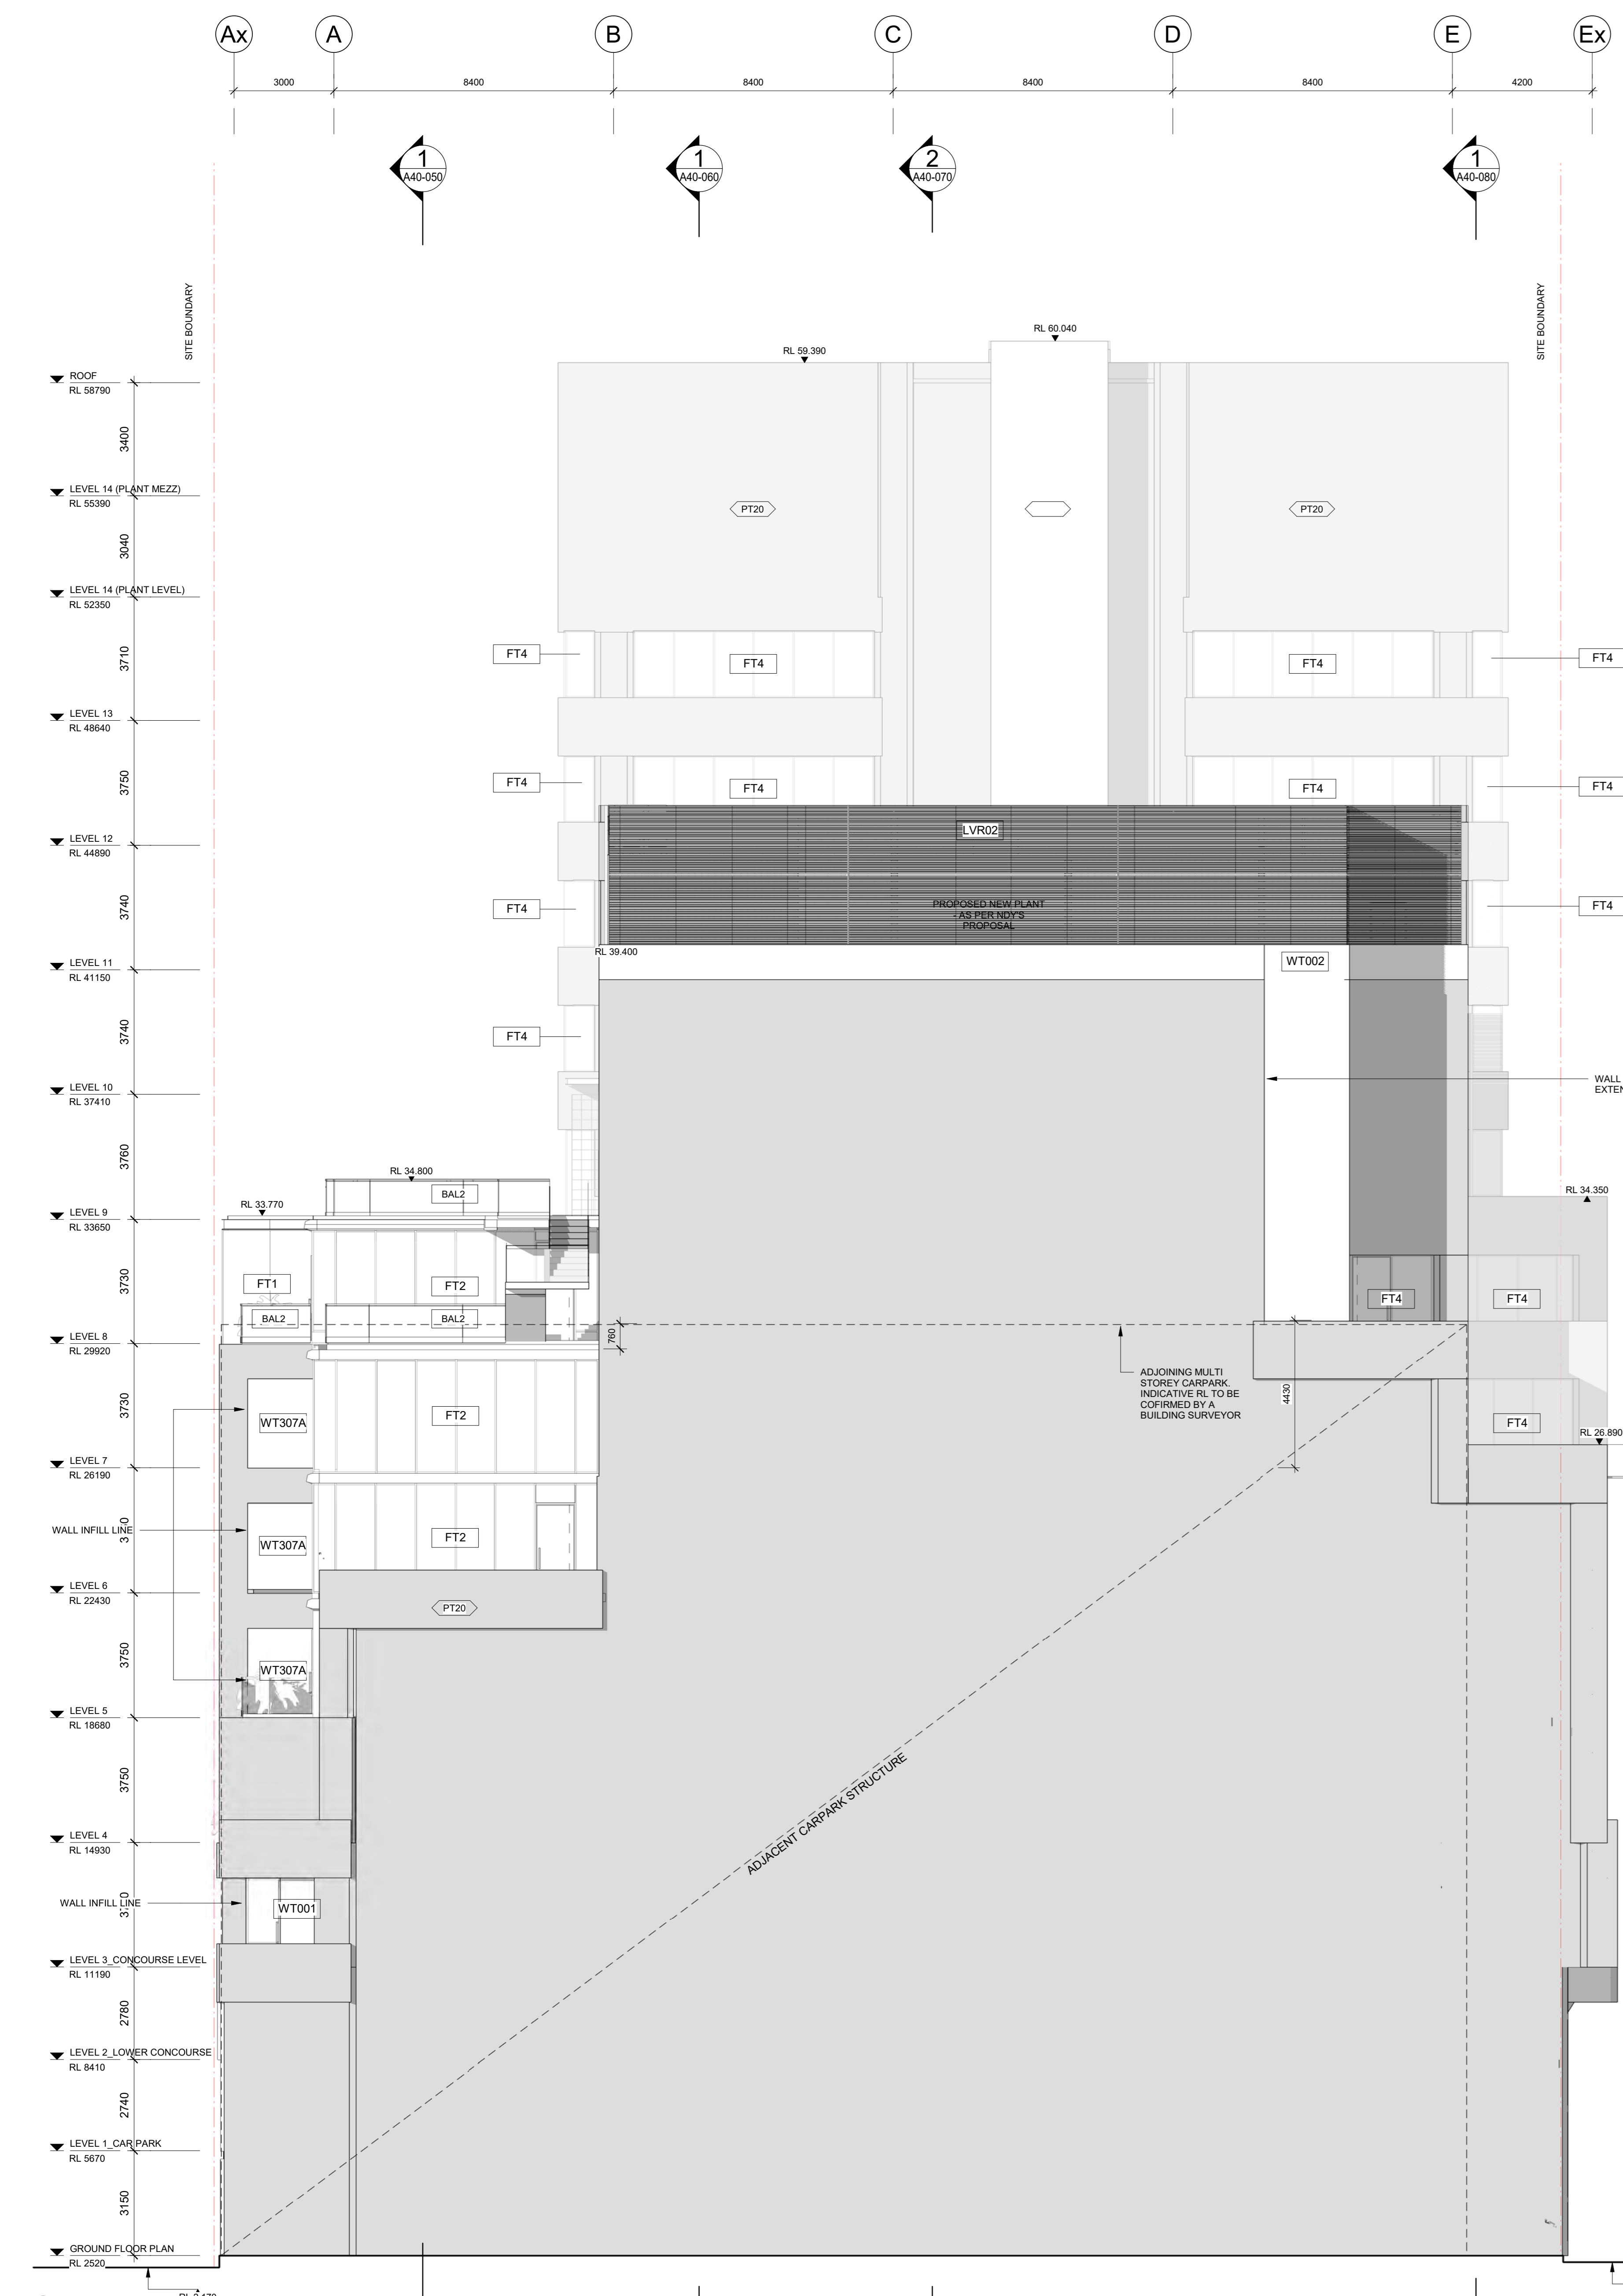 Ax
A
B
C
D
E
Ex
3000
8400
8400
8400
8400
4200
1
A40-050
1
A40-060
2
A40-070
1
A40-080
SITE BOUNDARY
SITE BOUNDARY
RL 60.040
RL 59.390
ROOF
RL 58790
3400
LEVEL 14 (PLANT MEZZ)
RL 55390
PT20
PT20
3040
LEVEL 14 (PLANT LEVEL)
RL 52350
3710
FT4
FT4
FT4
FT4
LEVEL 13
RL 48640
3750
FT4
FT4
FT4
FT4
LEVEL 12
RL 44890
LVR02
3740
FT4
PROPOSED NEW PLANT
- AS PER NDY'S
PROPOSAL
FT4
RL 39.400
WT002
LEVEL 11
RL 41150
3740
FT4
LEVEL 10
RL 37410
WALL
3760
RL 34.800
BAL2
RL 34.350
RL 33.770
LEVEL 9
RL 33650
3730
FT1
FT2
FT4
FT4
BAL2
BAL2
LEVEL 8
RL 29920
760
ADJOINING MULTI
STOREY CARPARK.
INDICATIVE RL TO BE
COFIRMED BY A
BUILDING SURVEYOR
4430
3730
WT307A
FT2
FT4
RL 26.890
LEVEL 7
RL 26190
WALL INFILL LINE
WT307A
FT2
LEVEL 6
RL 22430
PT20
3750
WT307A
LEVEL 5
RL 18680
3750
ADJACENT CARPARK STRUCTURE
LEVEL 4
RL 14930
WALL INFILL LINE
WT001
LEVEL 3_CONCOURSE LEVEL
RL 11190
2780
LEVEL 2_LOWER CONCOURSE
RL 8410
2740
LEVEL 1_CAR PARK
RL 5670
3150
GROUND FLOOR PLAN
RL 2520